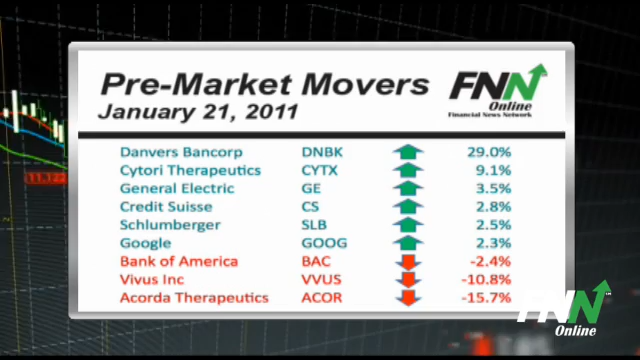 Pre-Market Movers
January 21, 2011
FNN
Online
Financial News Network
Danvers Bancorp DNBK 29.0%
Cytori Therapeutics CYTX 9.1%
General Electric GE 3.5%
Credit Suisse CS 2.8%
Schlumberger SLB 2.5%
Google GOOG 2.3%
Bank of America BAC -2.4%
Vivus Inc VVUS -10.8%
Acorda Therapeutics ACOR -15.7%
FNN
Online